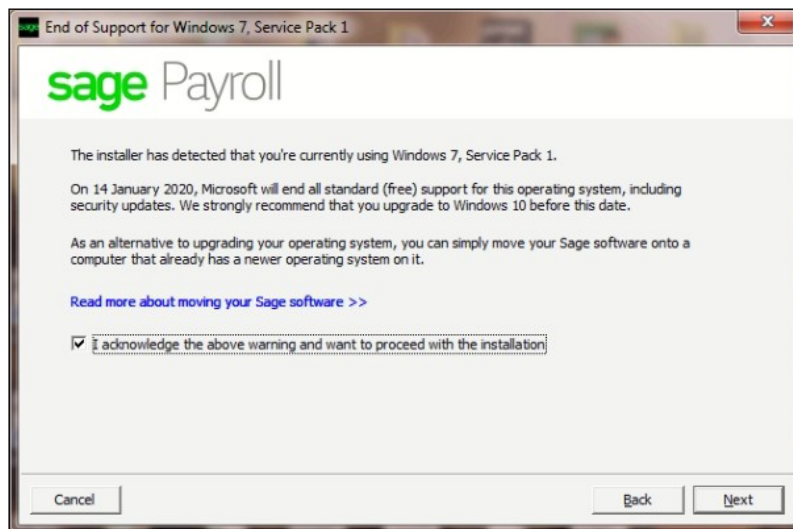 sage End of Support for Windows 7, Service Pack 1
sage Payroll
The installer has detected that you're currently using Windows 7, Service Pack 1.
On 14 January 2020, Microsoft will end all standard (free) support for this operating system, including
security updates. We strongly recommend that you upgrade to Windows 10 before this date.
As an alternative to upgrading your operating system, you can simply move your Sage software onto a
computer that already has a newer operating system on it.
Read more about moving your Sage software >>
I acknowledge the above warning and want to proceed with the installation
Cancel Back Next